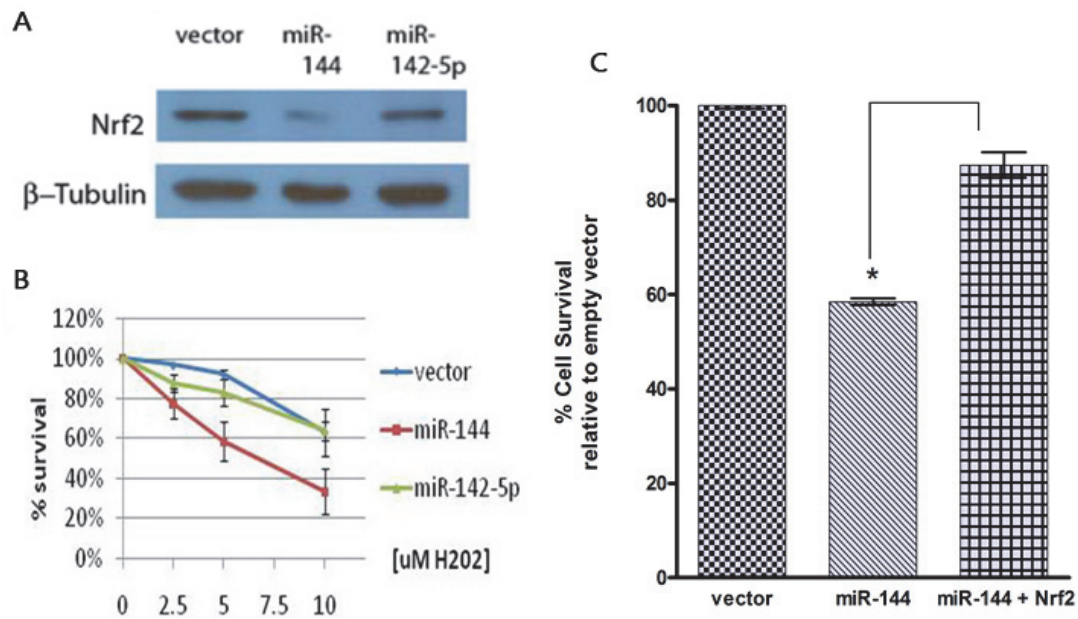 A
vector
miR-
144
miR-
142-5p
Nrf2
β–Tubulin
B
120%
100%
80%
60%
40%
20%
0%
% survival
0 2.5 5 7.5 10
vector
miR-144
miR-142-5p
[uM H202]
C
100
80
60
40
20
0
% Cell Survival
relative to empty vector
*
vector miR-144 miR-144 + Nrf2